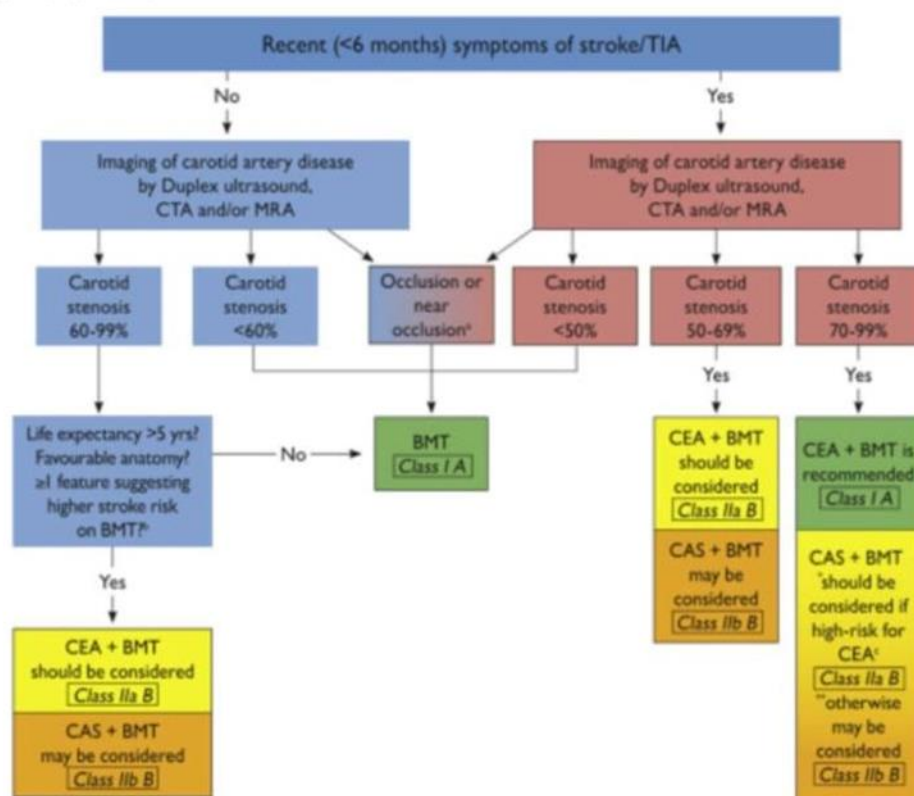 Recent (<6 months) symptoms of stroke/TIA
No
Yes
Imaging of carotid artery disease
by Duplex ultrasound,
CTA and/or MRA
Imaging of carotid artery disease
by Duplex ultrasound,
CTA and/or MRA
Carotid
stenosis
60-99%
Carotid
stenosis
<60%
Occlusion or
near
occlusionᵃ
Carotid
stenosis
<50%
Carotid
stenosis
50-69%
Carotid
stenosis
70-99%
Yes
Yes
Life expectancy >5 yrs?
Favourable anatomy?
≥1 feature suggesting
higher stroke risk
on BMT?ᵇ
No
BMT
Class I A
CEA + BMT
should be
considered
Class IIa B
CAS + BMT
may be
considered
Class IIb B
CEA + BMT is
recommended
Class I A
CAS + BMT
*should be
considered if
high-risk for
CEAᶜ
Class IIa B
**otherwise
may be
considered
Class IIb B
Yes
CEA + BMT
should be considered
Class IIa B
CAS + BMT
may be considered
Class IIb B